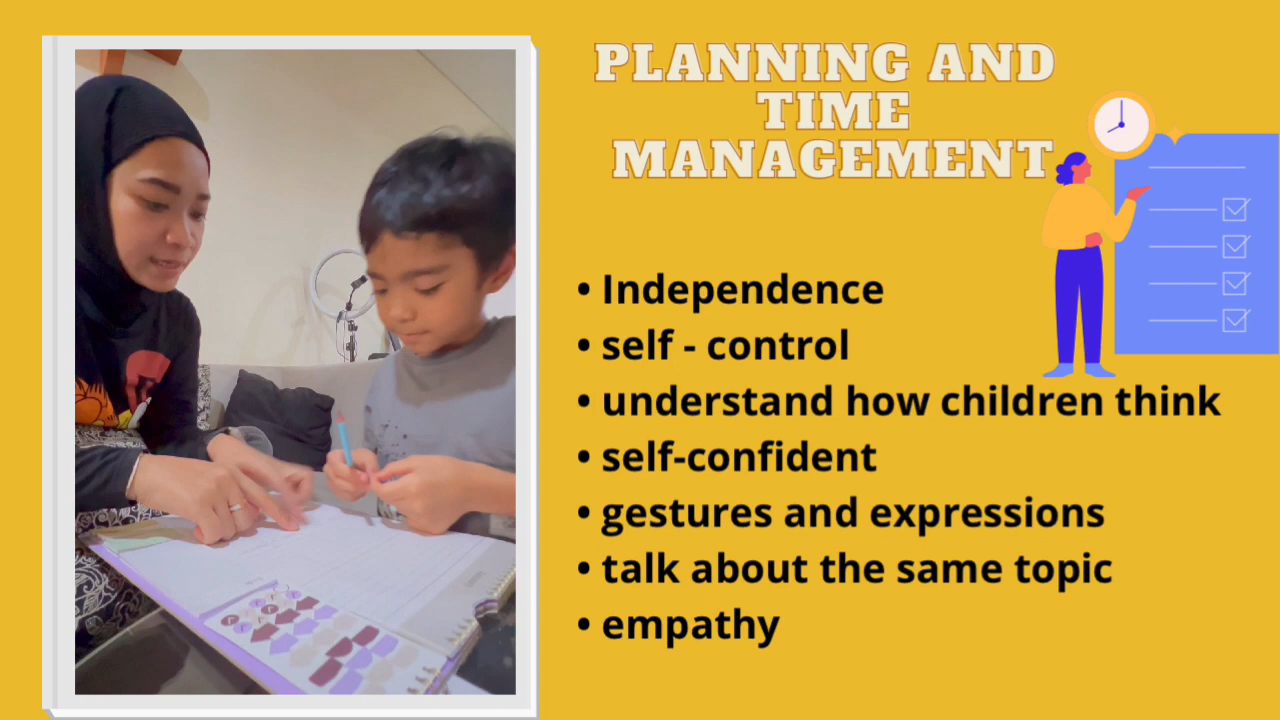 PLANNING AND
TIME
MANAGEMENT
• Independence
• self - control
• understand how children think
• self-confident
• gestures and expressions
• talk about the same topic
• empathy